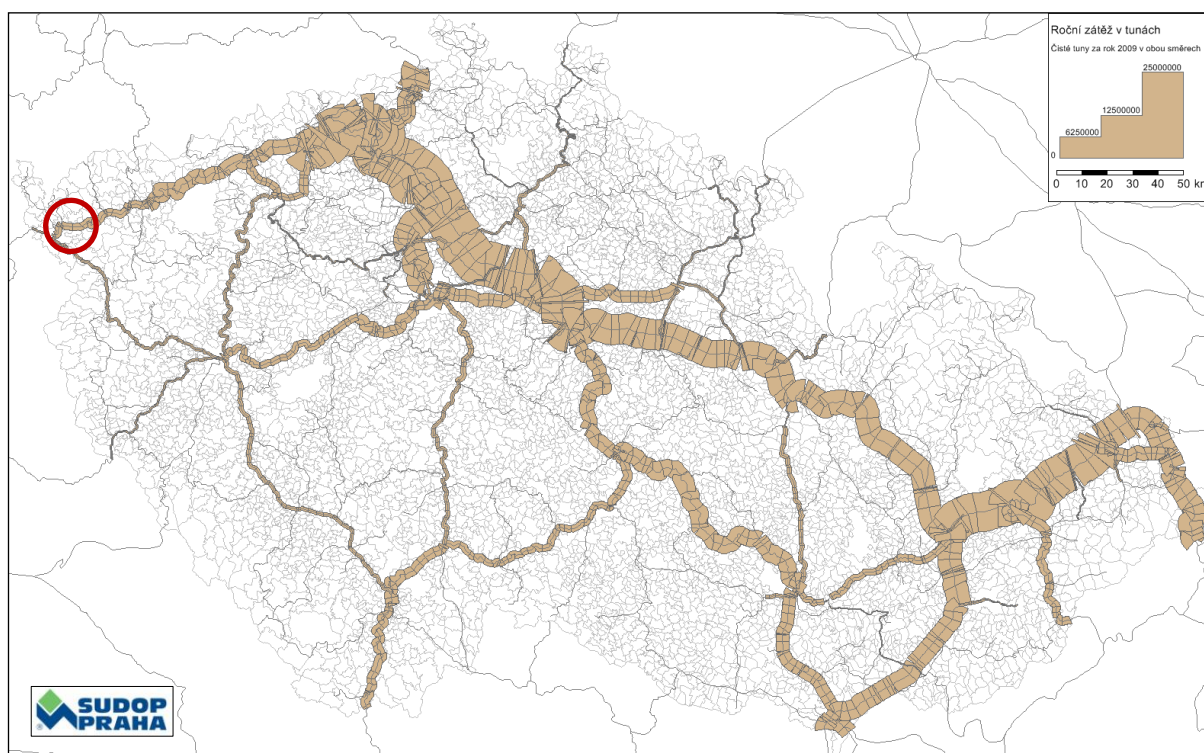 Roční zátěž v tunách
Čisté tuny za rok 2009 v obou směrech
25000000
12500000
6250000
0
0 10 20 30 40 50 km
SUDOP
PRAHA
®